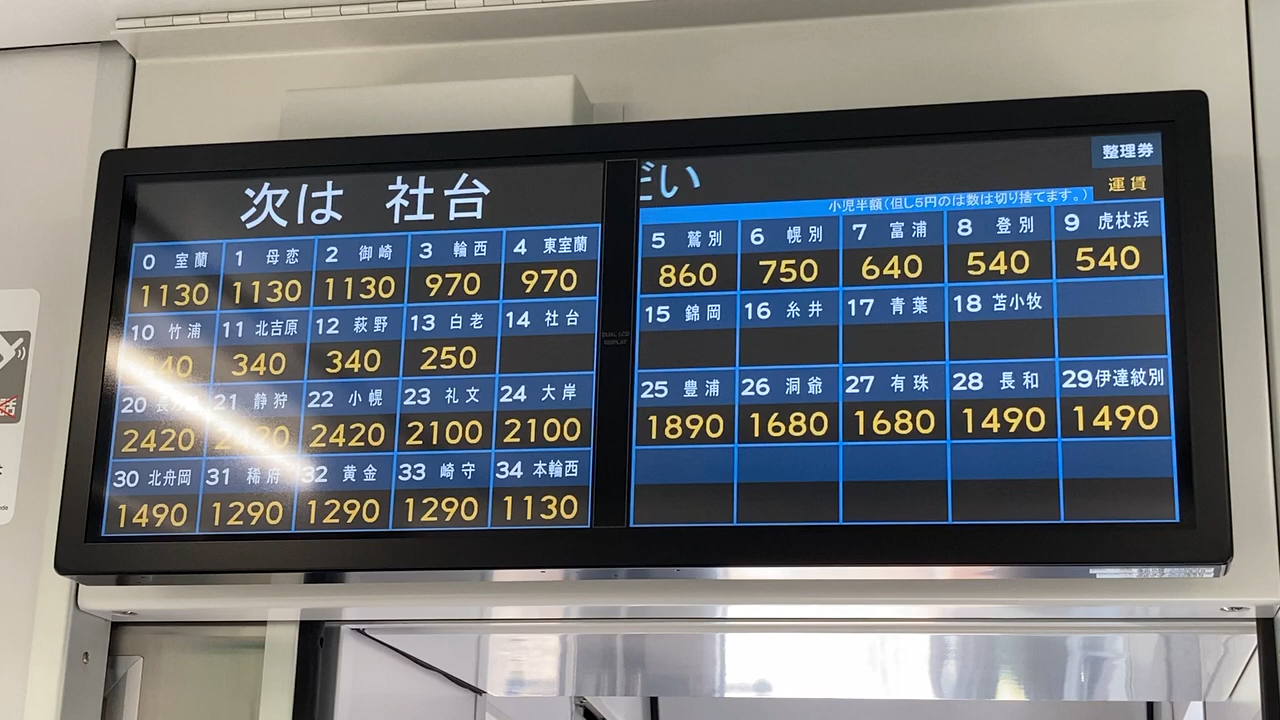 次は 社台
だい
整理券
運賃
小児半額(但し5円のは数は切り捨てます。)
0 室蘭 1 母恋 2 御崎 3 輪西 4 東室蘭 5 鷲別 6 幌別 7 富浦 8 登別 9 虎杖浜
1130 1130 1130 970 970 860 750 640 540 540
10 竹浦 11 北吉原 12 萩野 13 白老 14 社台 15 錦岡 16 糸井 17 青葉 18 苫小牧
40 340 340 250
20 21 静狩 22 小幌 23 礼文 24 大岸 25 豊浦 26 洞爺 27 有珠 28 長和 29 伊達紋別
2420 2420 2420 2100 2100 1890 1680 1680 1490 1490
30 北舟岡 31 稀府 32 黄金 33 崎守 34 本輪西
1490 1290 1290 1290 1130
DUAL LCD
DISPLAY